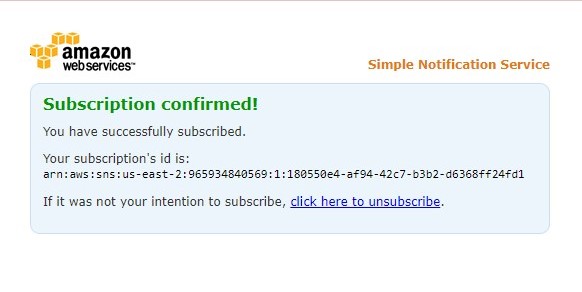 amazon
webservices™
Simple Notification Service
Subscription confirmed!
You have successfully subscribed.
Your subscription's id is:
arn:aws:sns:us-east-2:965934840569:1:180550e4-af94-42c7-b3b2-d6368ff24fd1
If it was not your intention to subscribe, click here to unsubscribe.